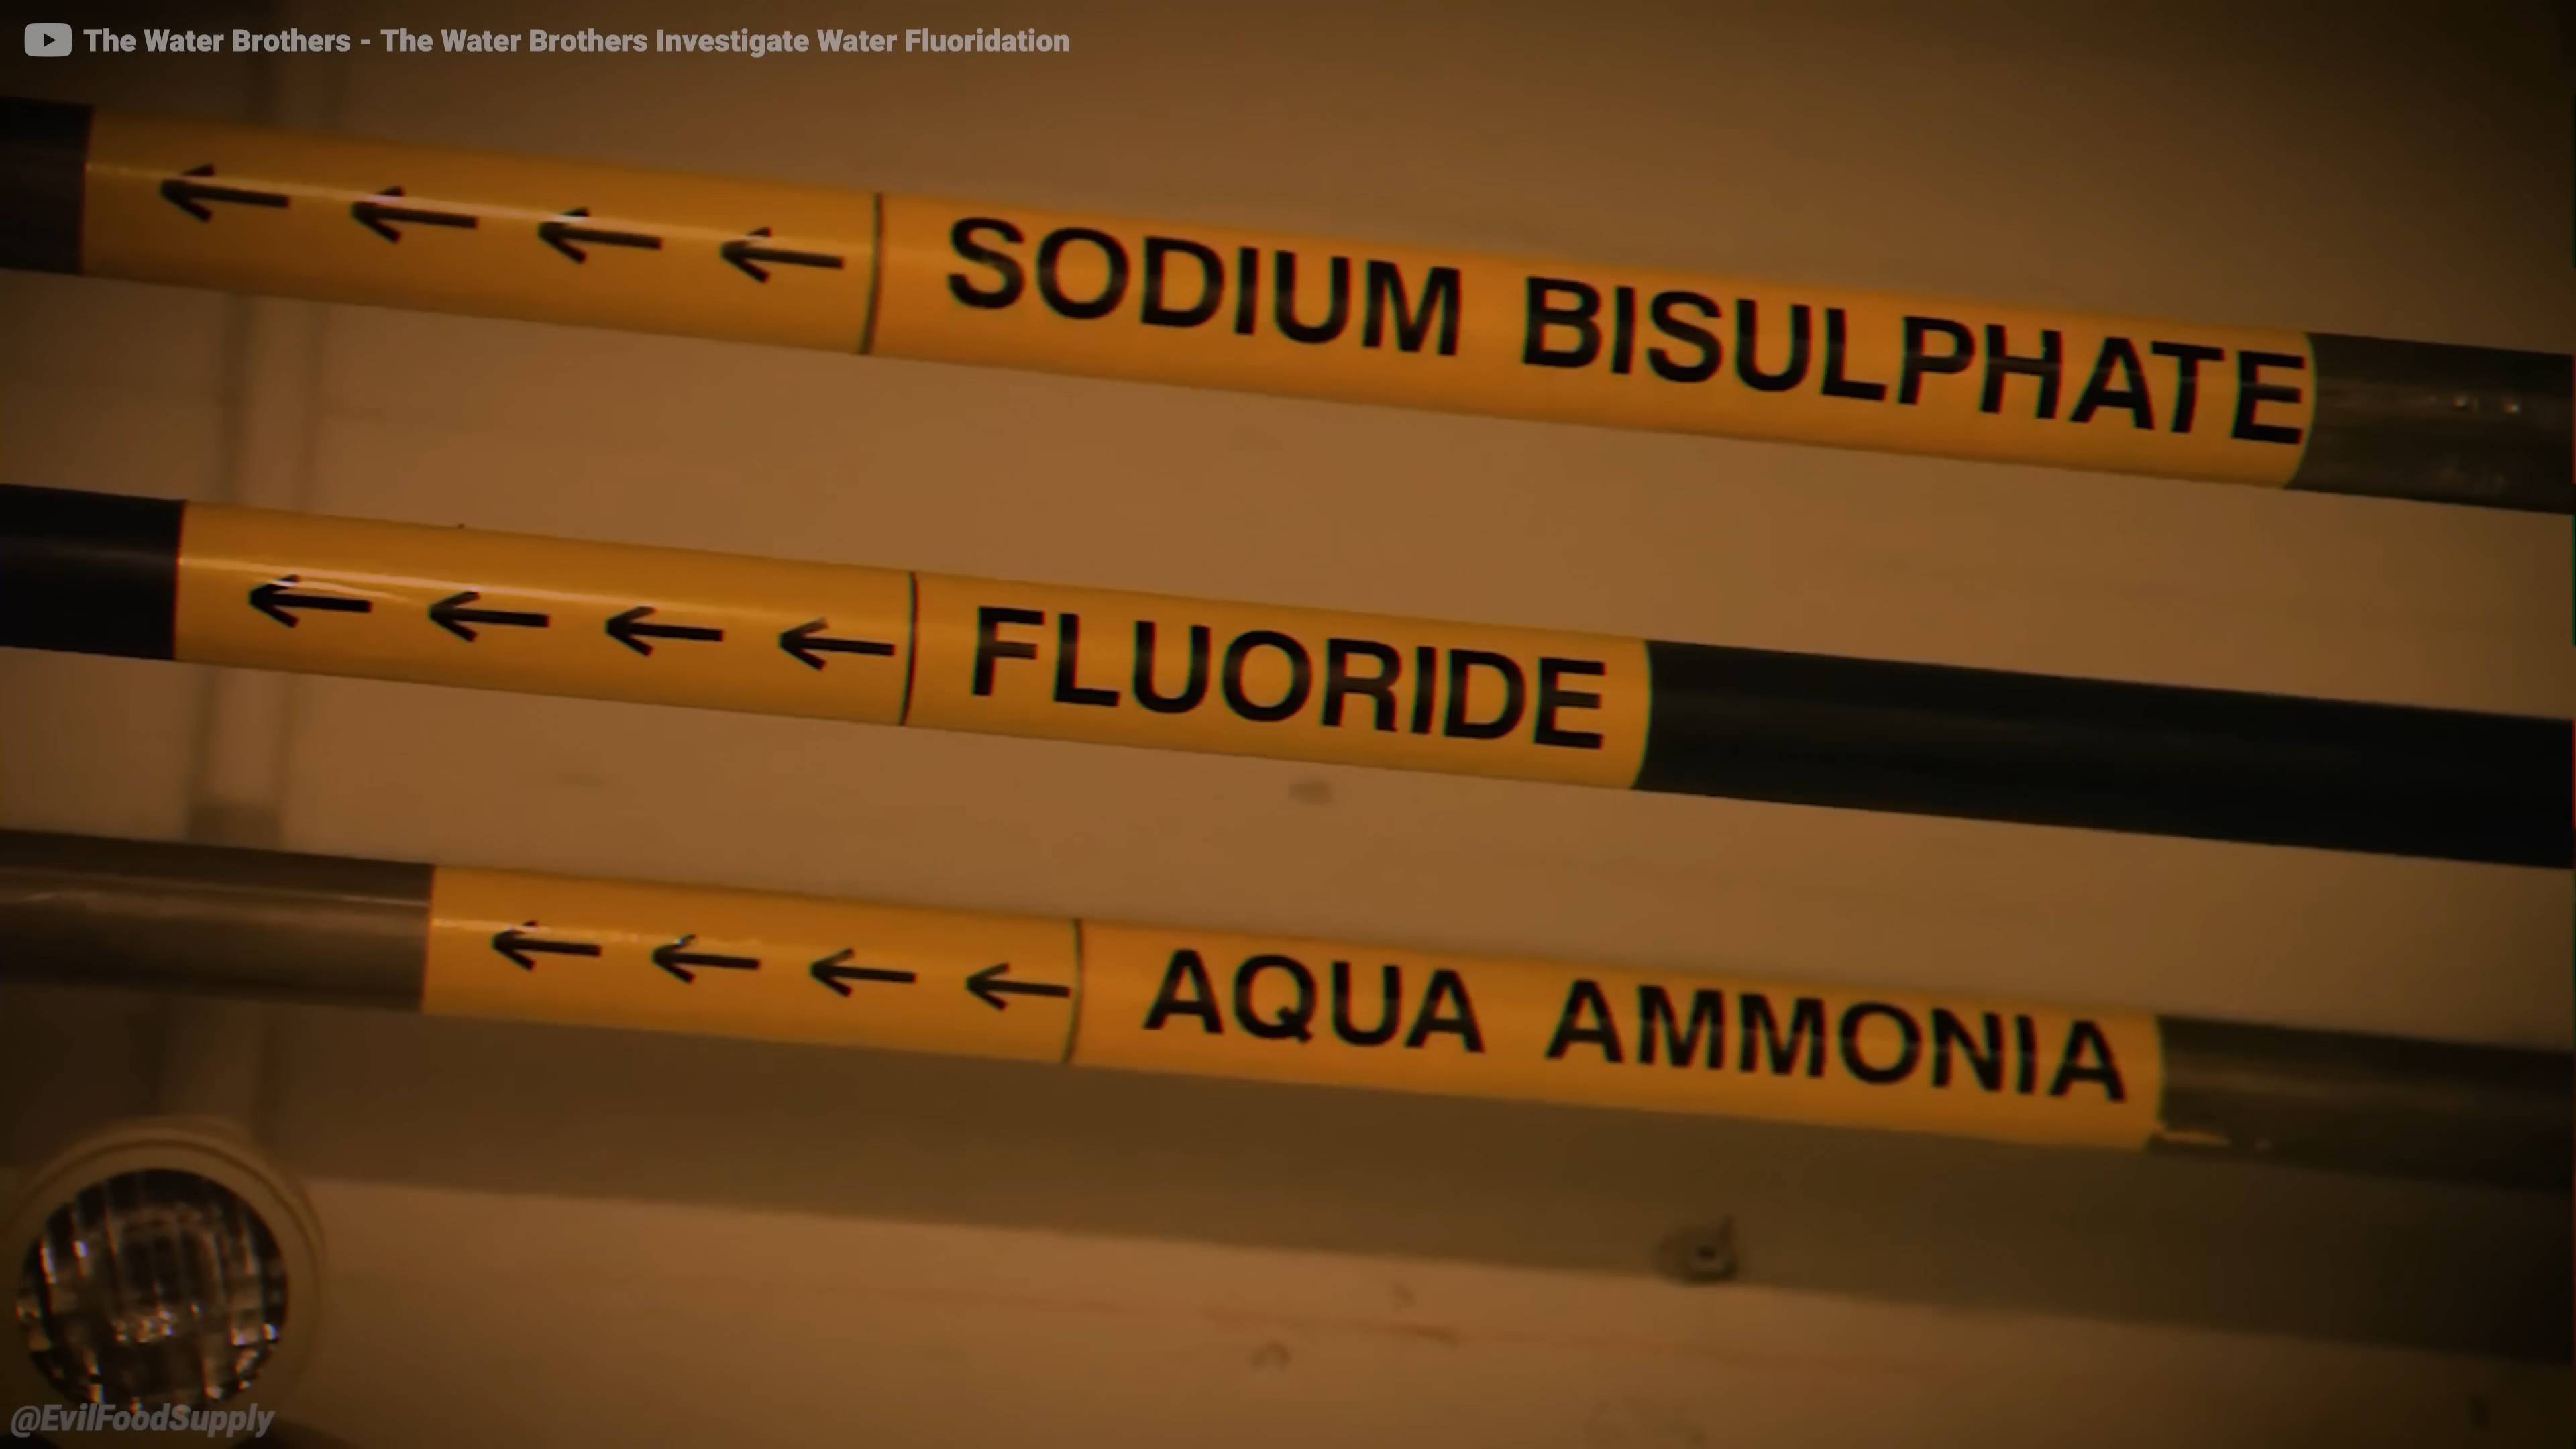 The Water Brothers - The Water Brothers Investigate Water Fluoridation
SODIUM BISULPHATE
FLUORIDE
AQUA AMMONIA
@EvilFoodSupply